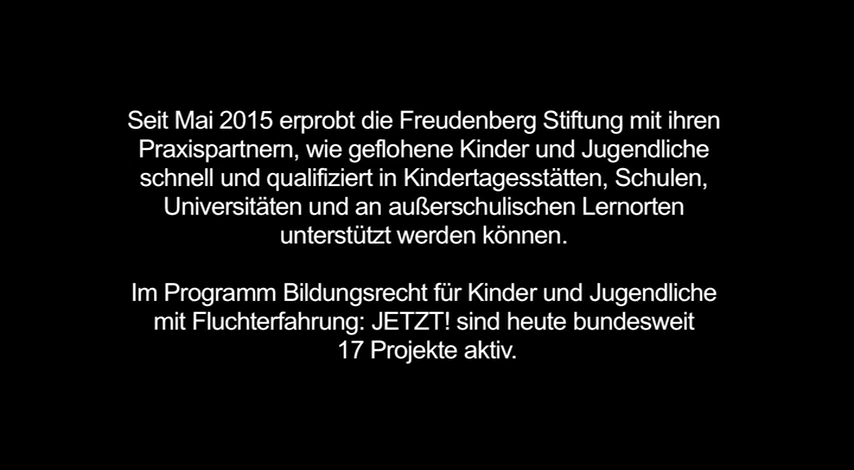 Seit Mai 2015 erprobt die Freudenberg Stiftung mit ihren
Praxispartnern, wie geflohene Kinder und Jugendliche
schnell und qualifiziert in Kindertagesstätten, Schulen,
Universitäten und an außerschulischen Lernorten
unterstützt werden können.
Im Programm Bildungsrecht für Kinder und Jugendliche
mit Fluchterfahrung: JETZT! sind heute bundesweit
17 Projekte aktiv.